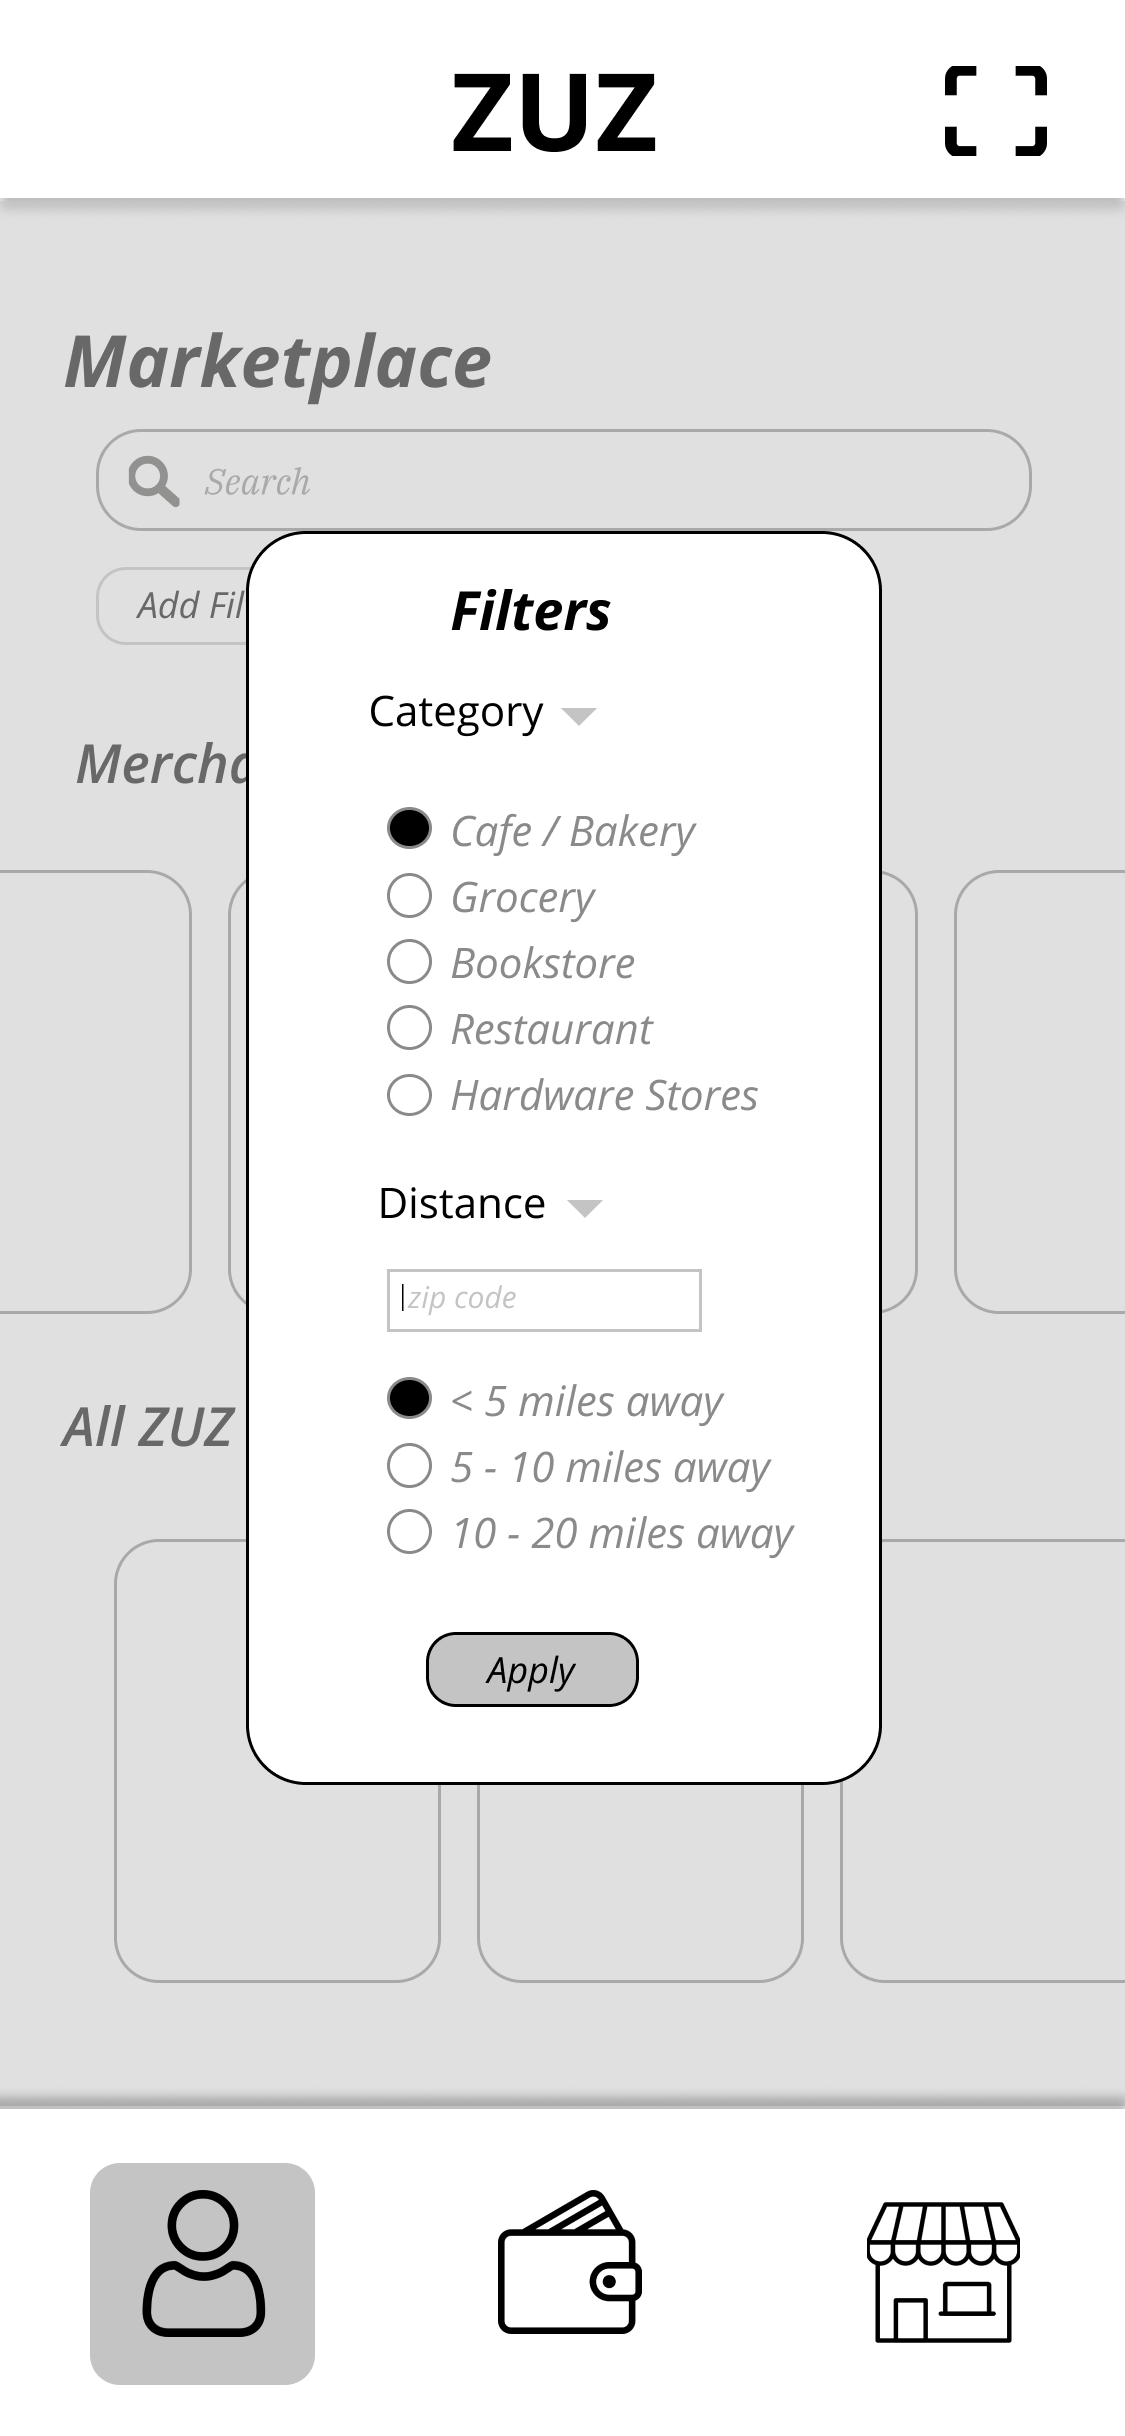 ZUZ
Marketplace
Search
Filters
Add Fil
Category
Mercha
Cafe / Bakery
Grocery
Bookstore
Restaurant
Hardware Stores
Distance
zip code
< 5 miles away
All ZUZ
5 - 10 miles away
10 - 20 miles away
Apply